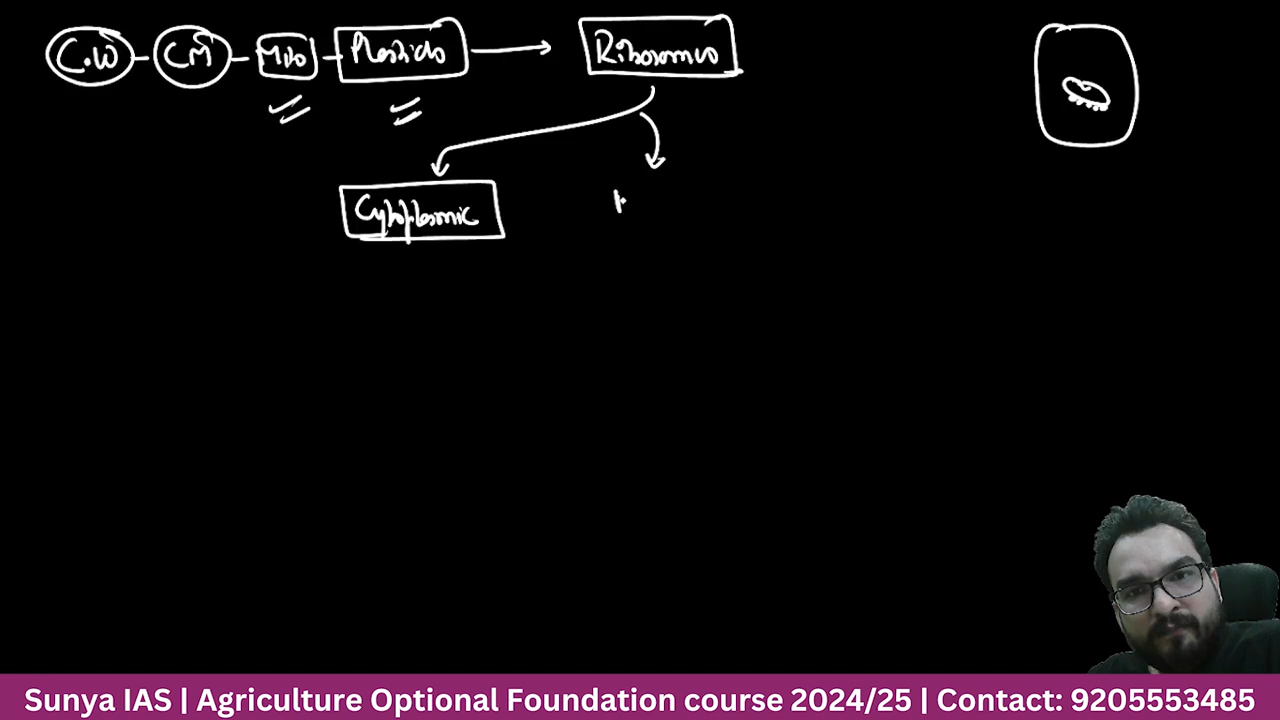 C.W CM Mito Plastids Ribosomes
Cytoplasmic
Sunya IAS | Agriculture Optional Foundation course 2024/25 | Contact: 9205553485